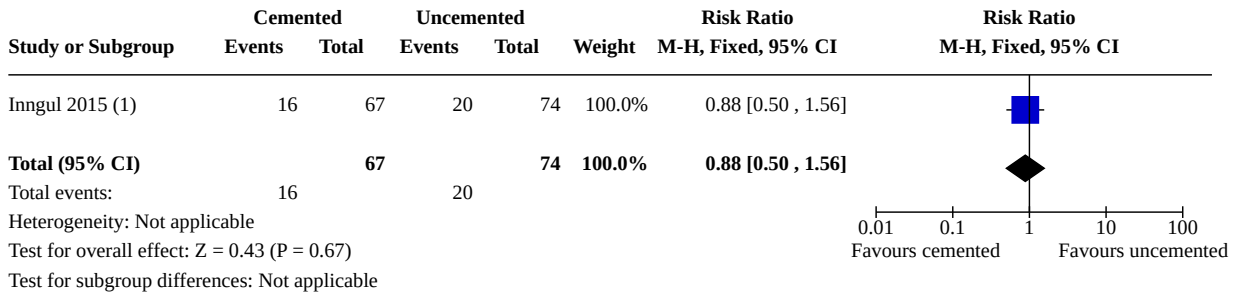 Cemented Uncemented Risk Ratio Risk Ratio
Study or Subgroup Events Total Events Total Weight M-H, Fixed, 95% CI M-H, Fixed, 95% CI
Inngul 2015 (1) 16 67 20 74 100.0% 0.88 [0.50 , 1.56]
Total (95% CI) 67 74 100.0% 0.88 [0.50 , 1.56]
Total events: 16 20
Heterogeneity: Not applicable
0.01 0.1 1 10 100
Test for overall effect: Z = 0.43 (P = 0.67)
Favours cemented Favours uncemented
Test for subgroup differences: Not applicable